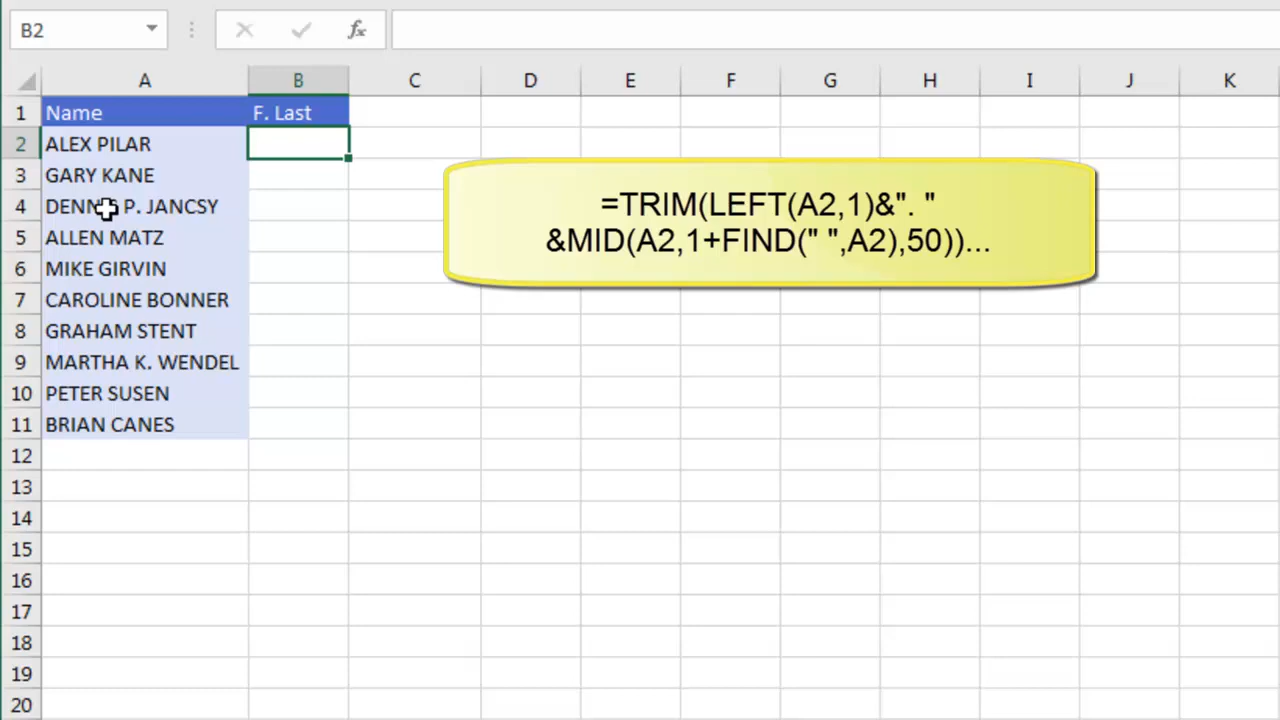 B2
fx
A B C D E F G H I J K
1 Name F. Last
2 ALEX PILAR
3 GARY KANE
=TRIM(LEFT(A2,1)&". "
4 P. JANCSY
&MID(A2,1+FIND(" ",A2),50))...
5 ALLEN MATZ
6 MIKE GIRVIN
7 CAROLINE BONNER
8 GRAHAM STENT
9 MARTHA K. WENDEL
10 PETER SUSEN
11 BRIAN CANES
12
13
14
15
16
17
18
19
20